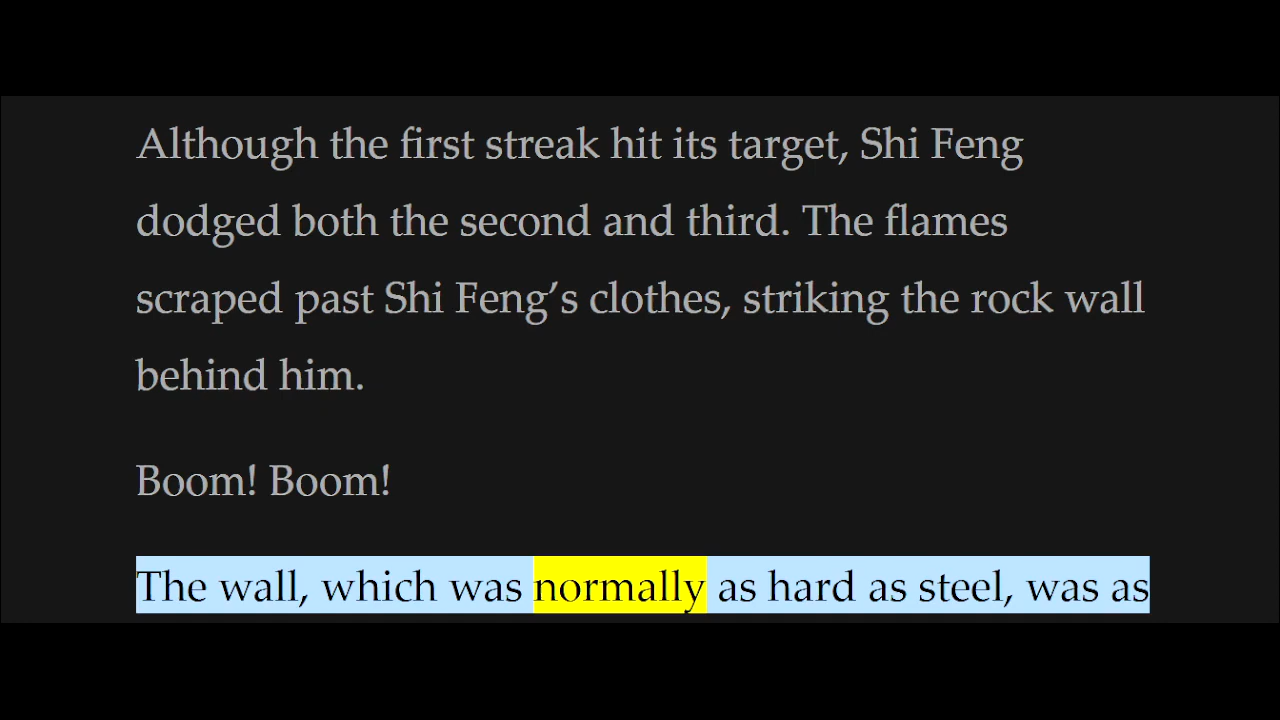 Although the first streak hit its target, Shi Feng
dodged both the second and third. The flames
scraped past Shi Feng’s clothes, striking the rock wall
behind him.
Boom! Boom!
The wall, which was normally as hard as steel, was as